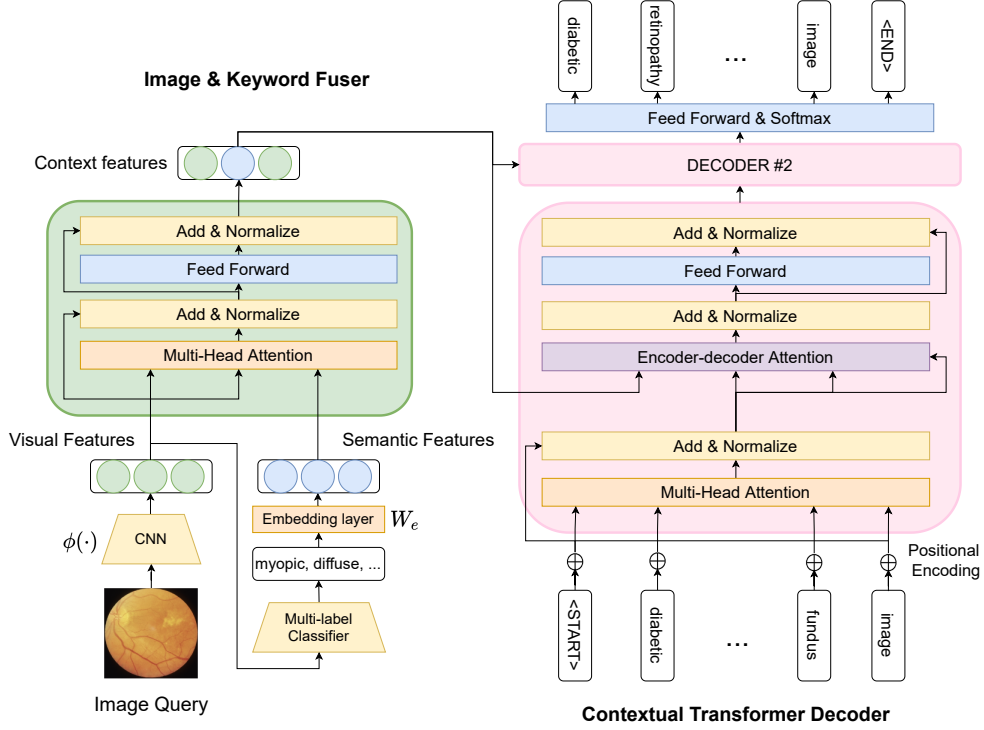 Image & Keyword Fuser
Context features
Add & Normalize
Feed Forward
Add & Normalize
Multi-Head Attention
Visual Features
Semantic Features
ϕ(·)
CNN
Embedding layer
W_e
myopic, diffuse, ...
Multi-label
Classifier
Image Query
diabetic
retinopathy
...
image
<END>
Feed Forward & Softmax
DECODER #2
Add & Normalize
Feed Forward
Add & Normalize
Encoder-decoder Attention
Add & Normalize
Multi-Head Attention
Positional
Encoding
<START>
diabetic
...
fundus
image
Contextual Transformer Decoder